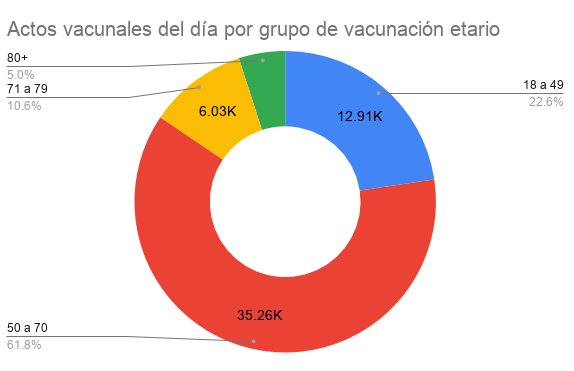 Actos vacunales del día por grupo de vacunación etario
80+
5.0%
71 a 79
10.6%
6.03K
18 a 49
22.6%
12.91K
35.26K
50 a 70
61.8%